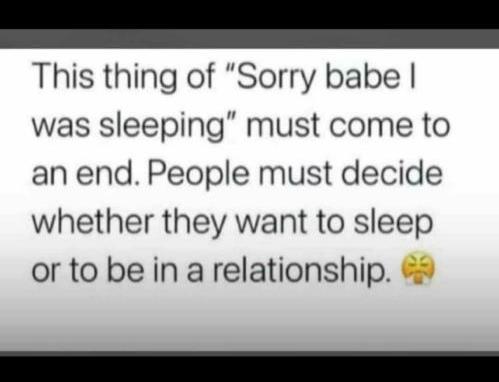 This thing of "Sorry babe I
was sleeping" must come to
an end. People must decide
whether they want to sleep
or to be in a relationship. 😤